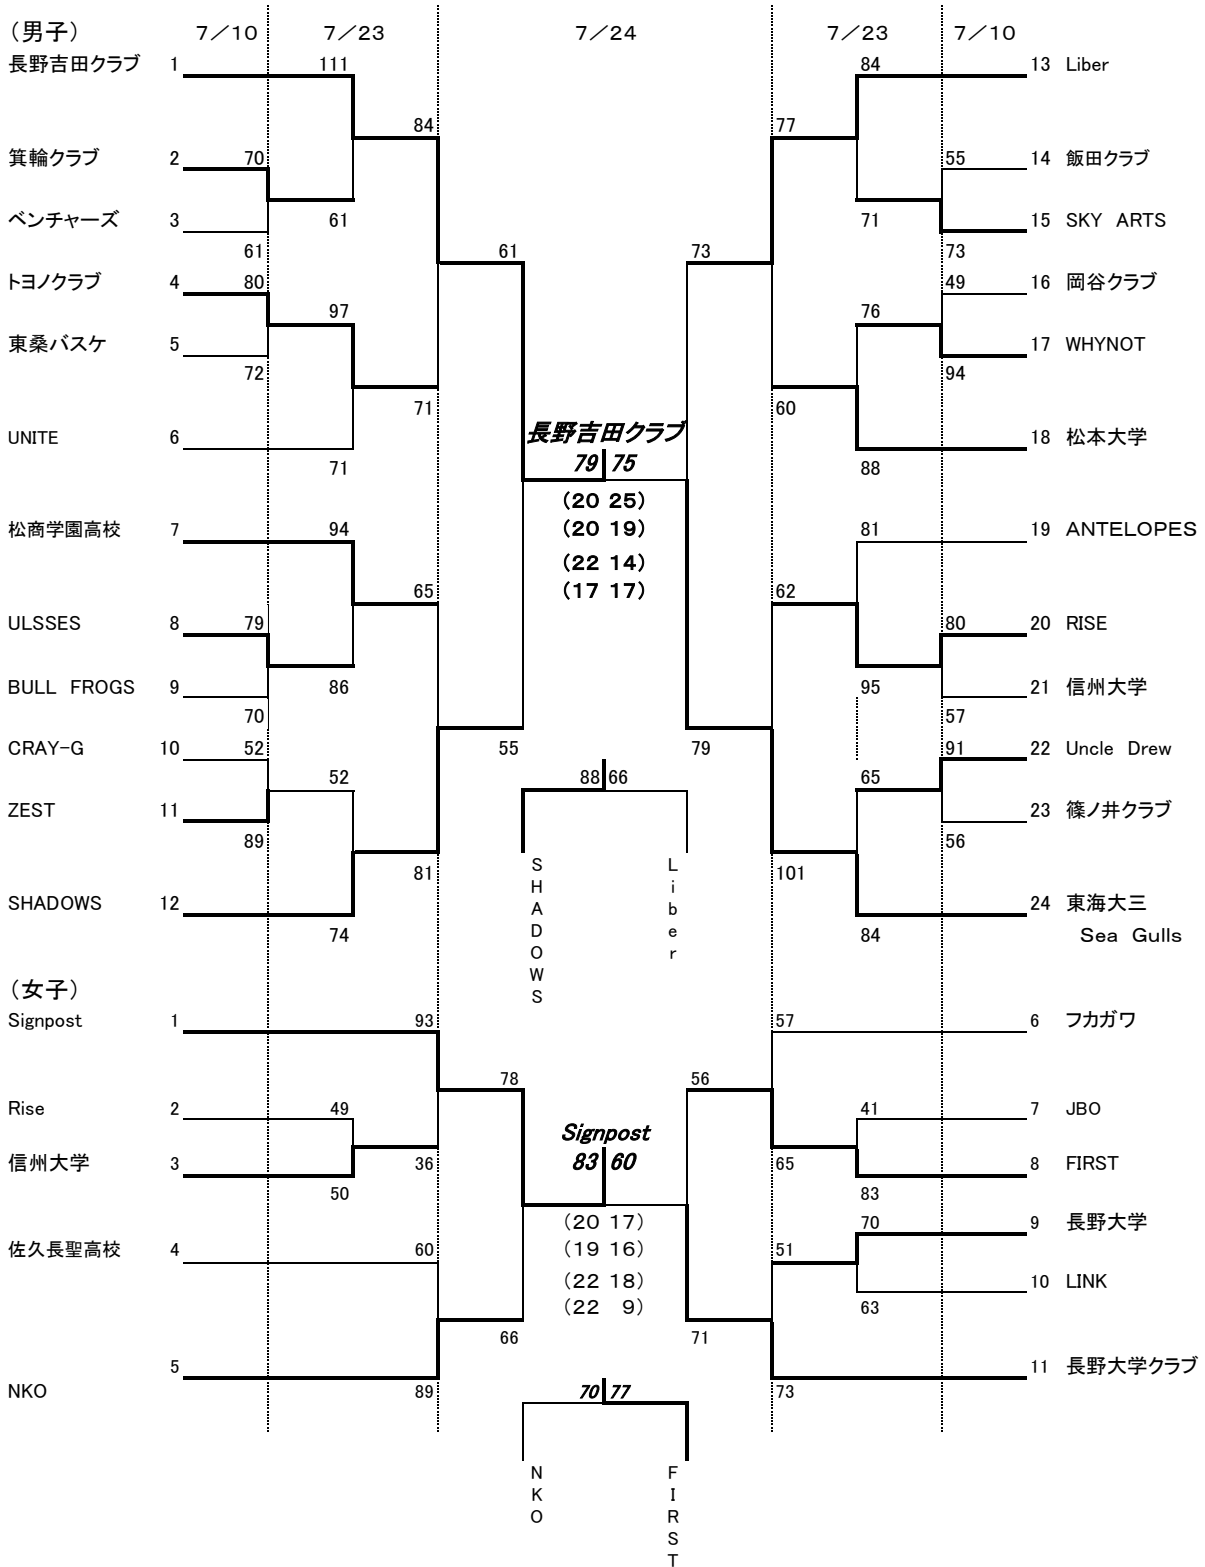 （男子）
7／10 7／23 7／24 7／23 7／10
長野吉田クラブ 1 111 84 13 Liber
84 77
箕輪クラブ 2 70 55 14 飯田クラブ
ベンチャーズ 3 61 71 15 SKY ARTS
61 61 73 73
トヨノクラブ 4 80 49 16 岡谷クラブ
97 76
東桑バスケ 5 17 WHYNOT
72 94
71 60
UNITE 6 長野吉田クラブ 18 松本大学
71 79 75 88
(20 25)
松商学園高校 7 94 (20 19) 81 19 ANTELOPES
(22 14)
65 (17 17) 62
ULSSES 8 79 80 20 RISE
BULL FROGS 9 86 95 21 信州大学
70 57
CRAY-G 10 52 55 79 91 22 Uncle Drew
52 88 66 65
ZEST 11 23 篠ノ井クラブ
89 56
81 SHADOWS Liber 101
SHADOWS 12 24 東海大三
74 84 Sea Gulls
（女子）
Signpost 1 93 57 6 フカガワ
78 56
Rise 2 49 41 7 JBO
Signpost
信州大学 3 36 83 60 65 8 FIRST
50 83
(20 17) 70 9 長野大学
佐久長聖高校 4 60 (19 16) 51
(22 18) 10 LINK
(22 9) 63
66 71
5 11 長野大学クラブ
NKO 89 70 77 73
NKO FIRST